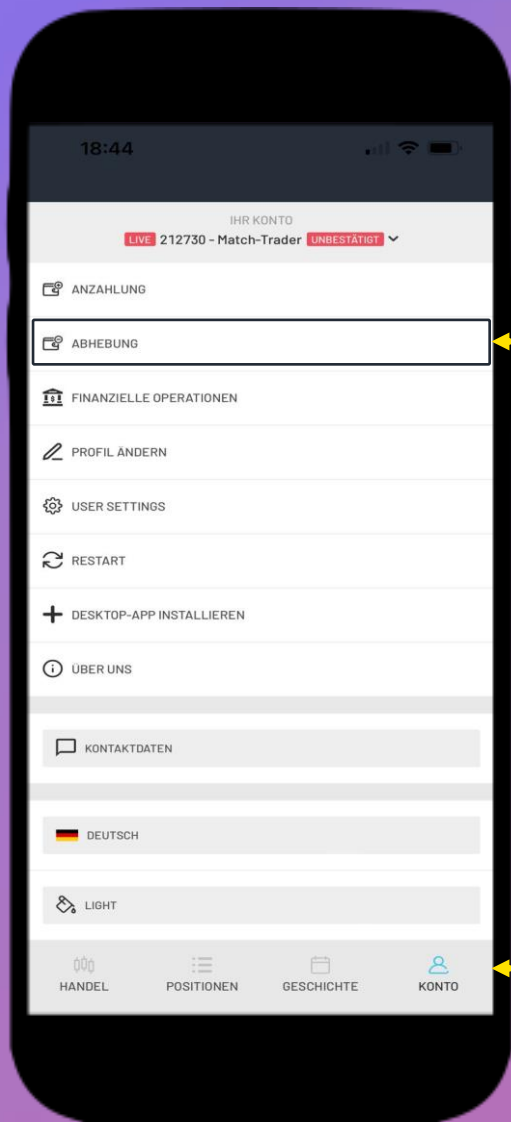 18:44
IHR KONTO
LIVE 212730 - Match-Trader UNBESTÄTIGT
ANZAHLUNG
ABHEBUNG
FINANZIELLE OPERATIONEN
PROFIL ÄNDERN
USER SETTINGS
RESTART
DESKTOP-APP INSTALLIEREN
ÜBER UNS
KONTAKTDATEN
DEUTSCH
LIGHT
HANDEL POSITIONEN GESCHICHTE KONTO